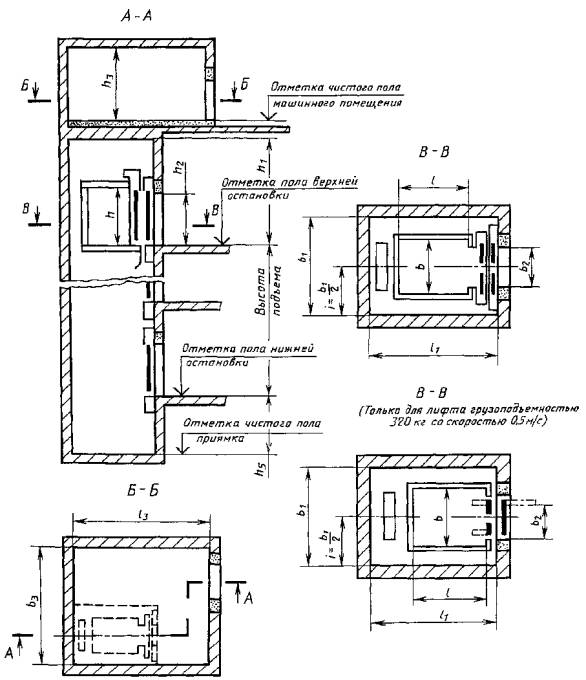 А-А
h3
Б
Б
Отметка чистого пола
машинного помещения
h1
h2
В
В
h
Отметка пола верхней
остановки
Высота
подъема
Отметка пола нижней
остановки
Отметка чистого пола
приямка
h5
В-В
l
b1
i=b1/2
b
b2
l1
В-В
(Только для лифта грузоподъемностью
320 кг со скоростью 0,5 м/с)
b1
i=b1/2
b
b2
l
l1
Б-Б
l3
b3
А
А